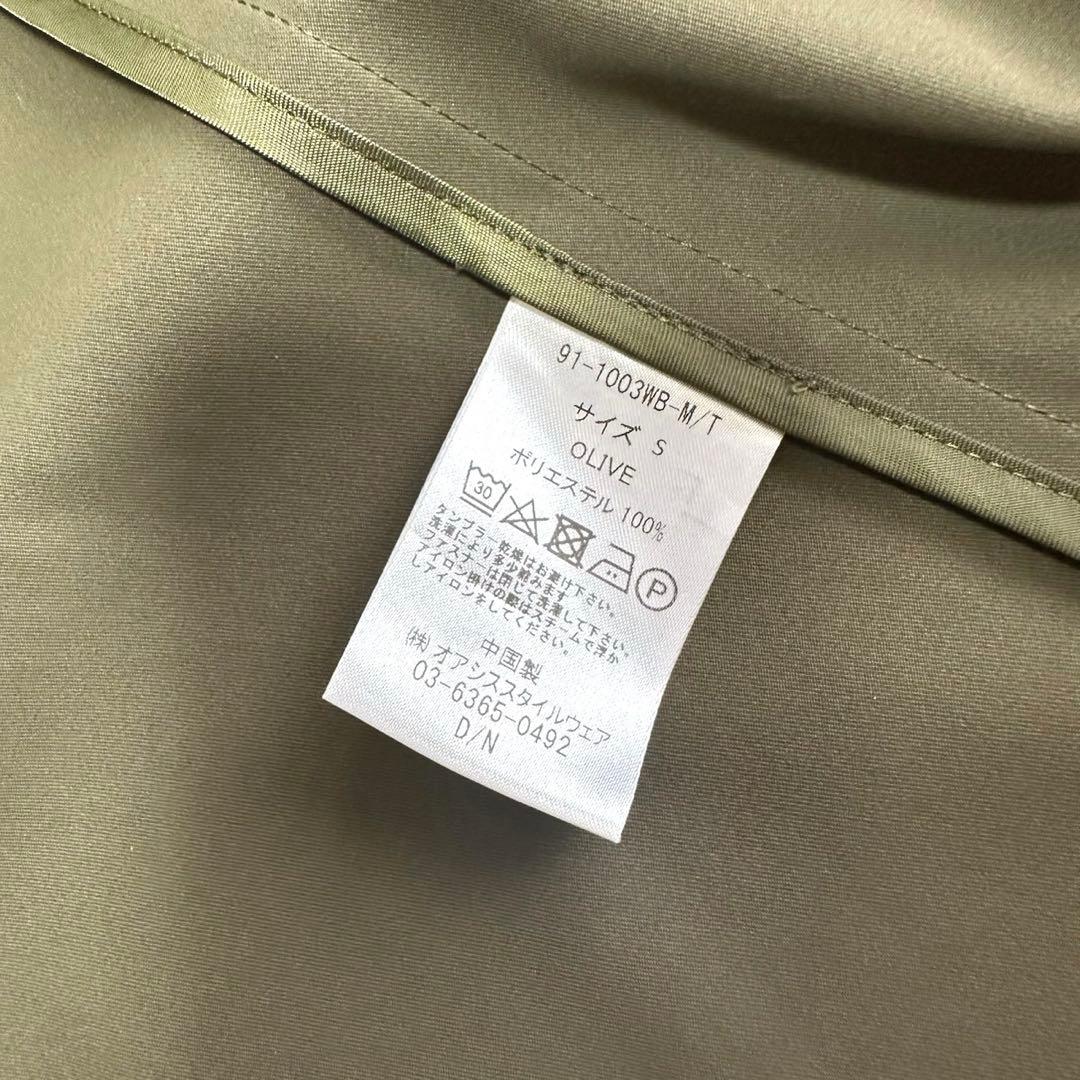 91-1003WB-M/T
サイズ S
OLIVE
ポリエステル 100%
30 P
タンブラー乾燥はお避け下さい。
洗濯により多少縮みます。
ファスナーは閉じて洗濯して下さい。
アイロン掛けの際はスチームで浮か
しアイロンをしてください。
中国製
㈱オアシススタイルウェア
03-6365-0492
D/N